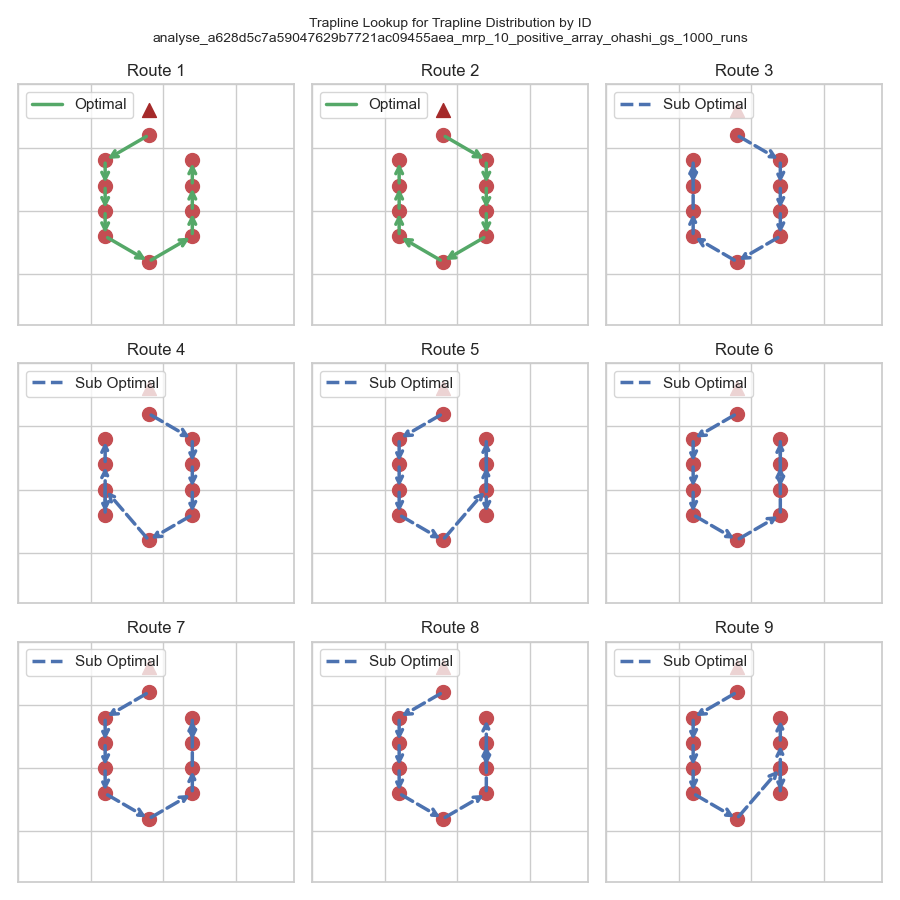 Trapline Lookup for Trapline Distribution by ID
analyse_a628d5c7a59047629b7721ac09455aea_mrp_10_positive_array_ohashi_gs_1000_runs
Route 1
Optimal
Route 2
Optimal
Route 3
Sub Optimal
Route 4
Sub Optimal
Route 5
Sub Optimal
Route 6
Sub Optimal
Route 7
Sub Optimal
Route 8
Sub Optimal
Route 9
Sub Optimal